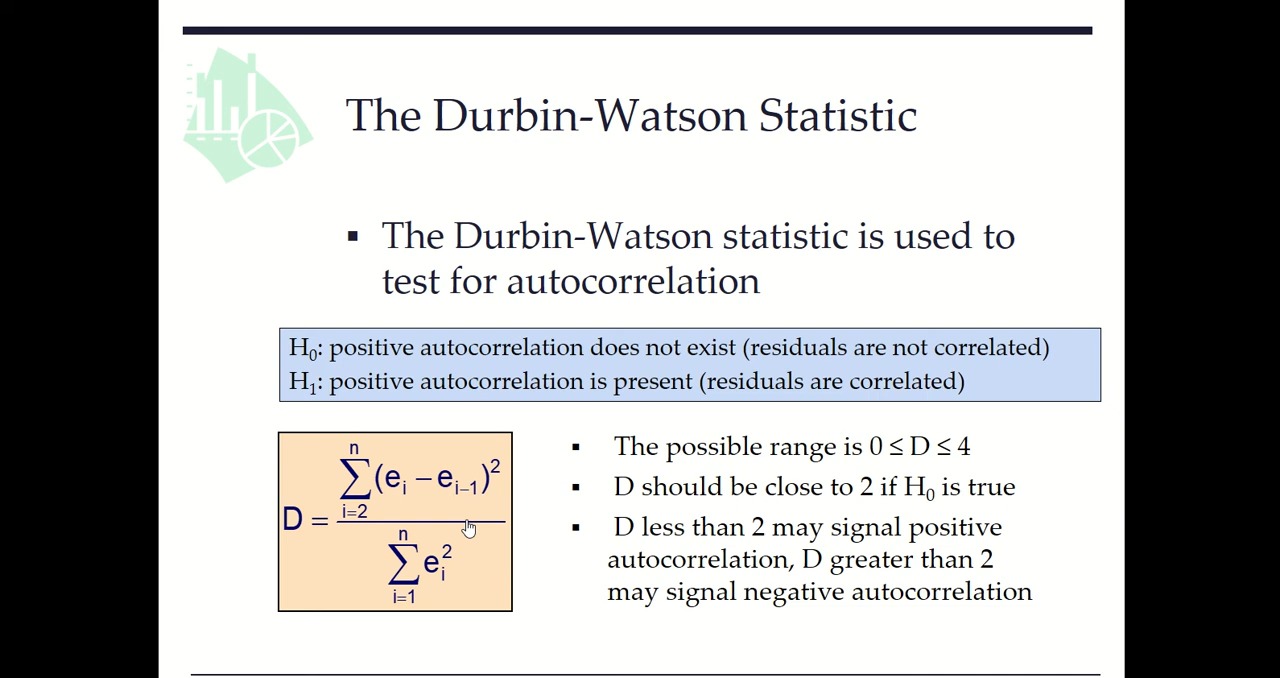 The Durbin-Watson Statistic
▪ The Durbin-Watson statistic is used to
test for autocorrelation
H₀: positive autocorrelation does not exist (residuals are not correlated)
H₁: positive autocorrelation is present (residuals are correlated)
D = \frac{\sum_{i=2}^{n}(e_i - e_{i-1})^2}{\sum_{i=1}^{n} e_i^2}
▪ The possible range is 0 ≤ D ≤ 4
▪ D should be close to 2 if H₀ is true
▪ D less than 2 may signal positive
autocorrelation, D greater than 2
may signal negative autocorrelation